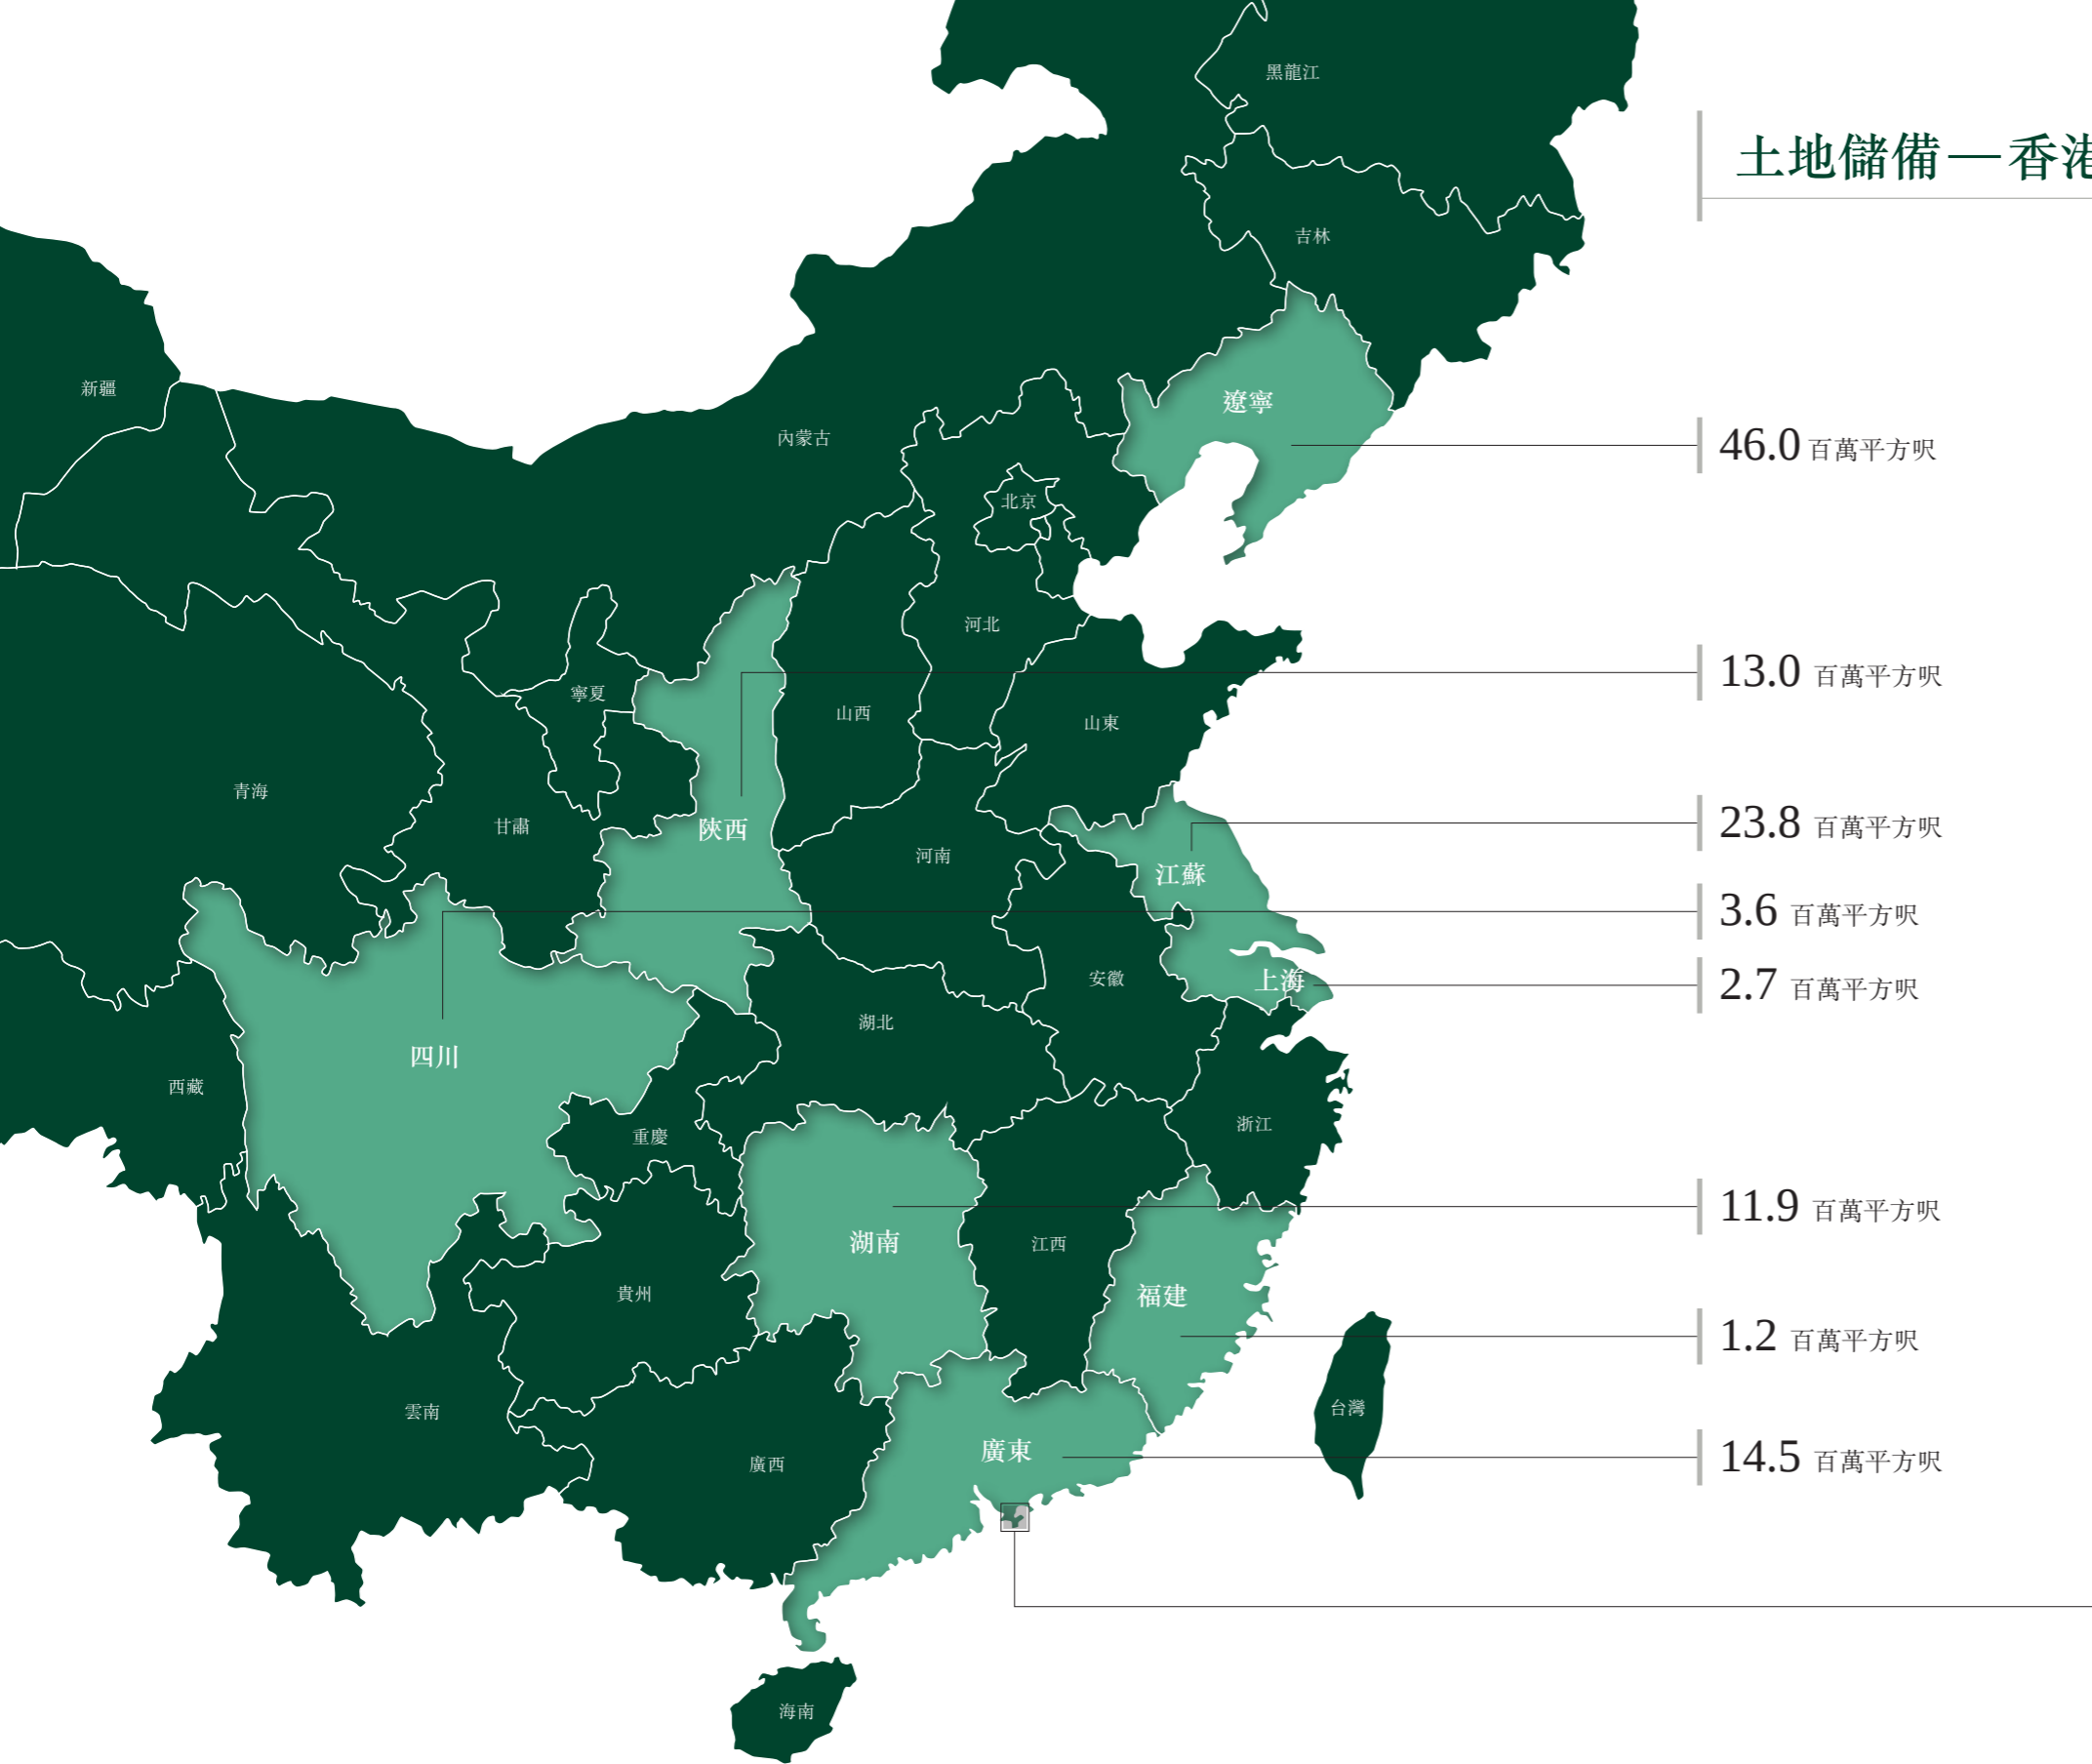 黑龍江
土地儲備—香港
吉林
新疆
遼寧
內蒙古
46.0 百萬平方呎
北京
河北
13.0 百萬平方呎
寧夏
山西
山東
青海
甘肅
陝西
23.8 百萬平方呎
河南
江蘇
3.6 百萬平方呎
安徽
上海
2.7 百萬平方呎
湖北
四川
西藏
浙江
重慶
11.9 百萬平方呎
湖南
江西
貴州
福建
1.2 百萬平方呎
雲南
台灣
廣東
14.5 百萬平方呎
廣西
海南